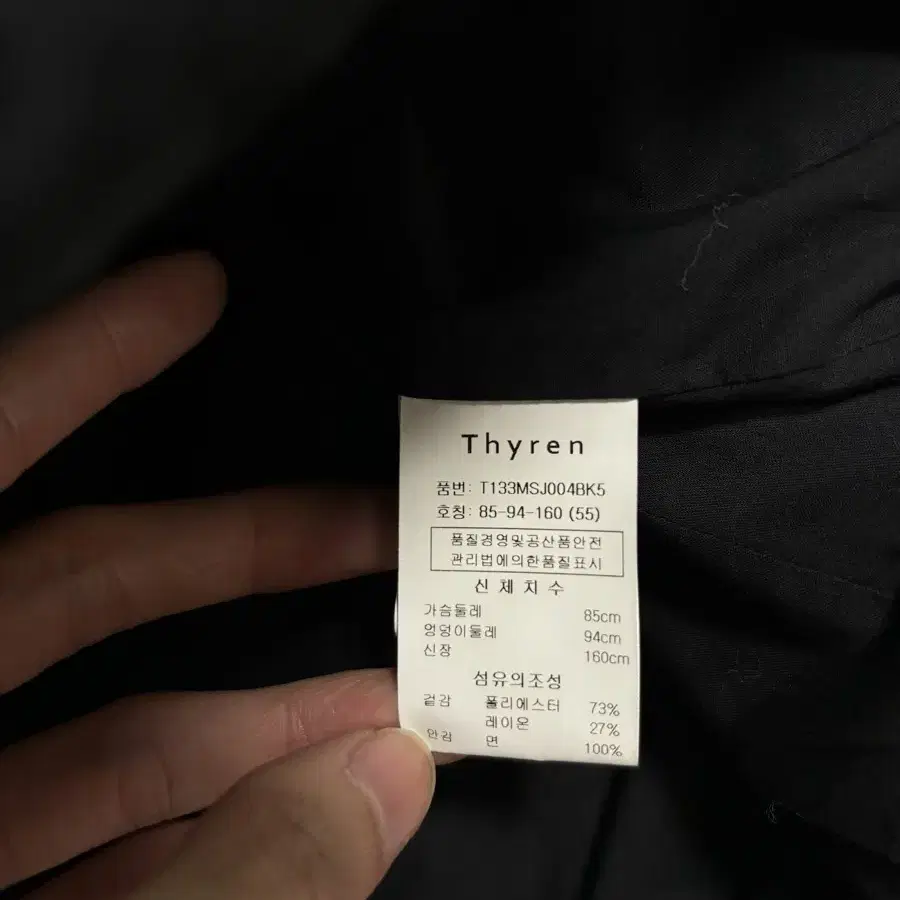 Thyren
품번: T133MSJ004BK5
호칭: 85-94-160 (55)
품질경영및공산품안전
관리법에의한품질표시
신체치수
가슴둘레 85cm
엉덩이둘레 94cm
신장 160cm
섬유의조성
겉감 폴리에스터 73%
레이온 27%
안감 면 100%